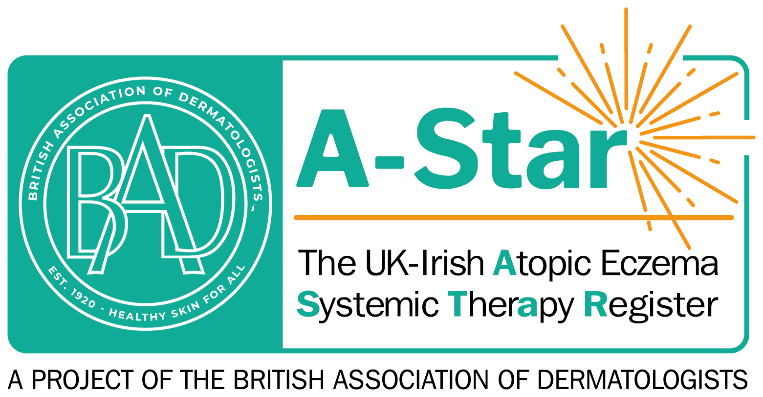 BRITISH ASSOCIATION OF DERMATOLOGISTS
BAD
EST. 1920 - HEALTHY SKIN FOR ALL
A-Star
The UK-Irish Atopic Eczema
Systemic Therapy Register
A PROJECT OF THE BRITISH ASSOCIATION OF DERMATOLOGISTS